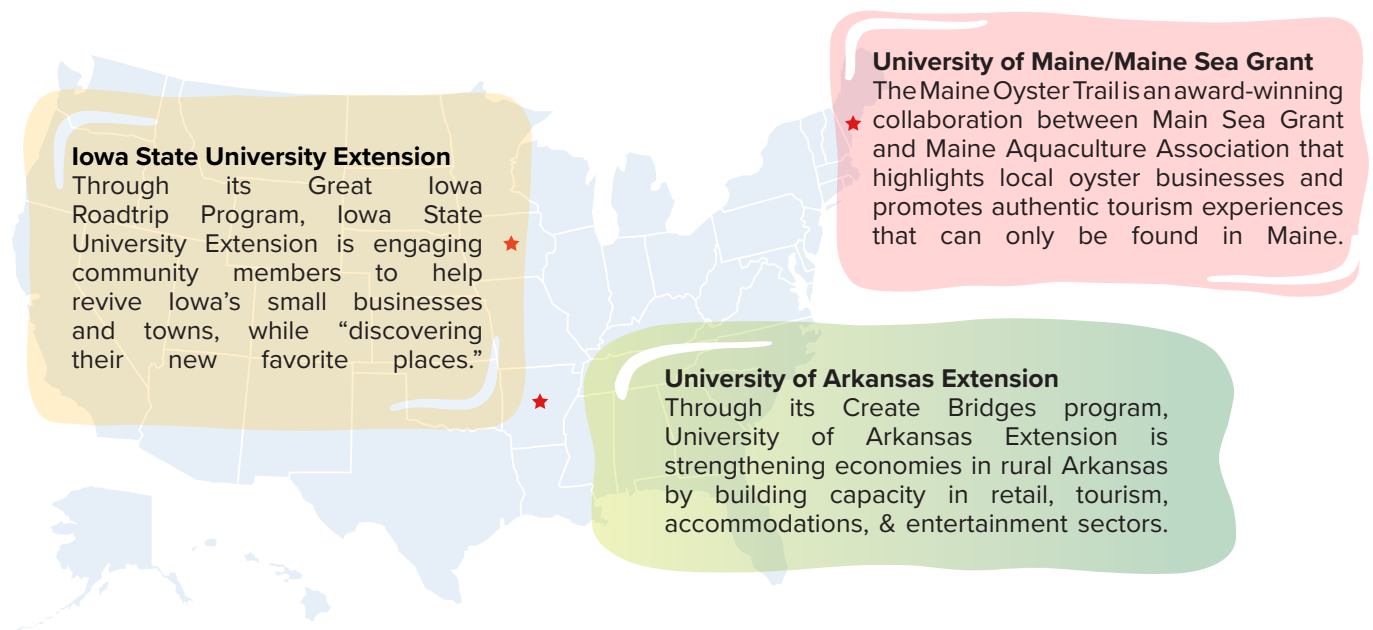 Iowa State University Extension
Through its Great Iowa
Roadtrip Program, Iowa State
University Extension is engaging
community members to help
revive Iowa's small businesses
and towns, while “discovering
their new favorite places.”
University of Maine/Maine Sea Grant
The Maine Oyster Trail is an award-winning
collaboration between Main Sea Grant
and Maine Aquaculture Association that
highlights local oyster businesses and
promotes authentic tourism experiences
that can only be found in Maine.
University of Arkansas Extension
Through its Create Bridges program,
University of Arkansas Extension is
strengthening economies in rural Arkansas
by building capacity in retail, tourism,
accommodations, & entertainment sectors.